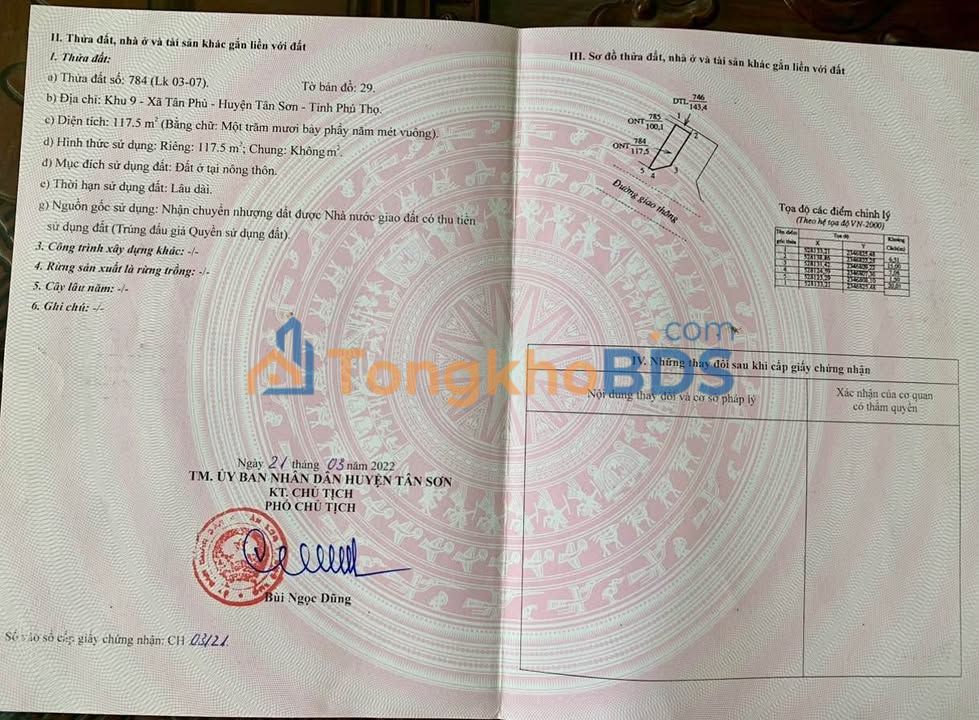 II. Thửa đất, nhà ở và tài sản khác gắn liền với đất
1. Thửa đất:
a) Thửa đất số: 784 (Lk 03-07). Tờ bản đồ: 29.
b) Địa chỉ: Khu 9 - Xã Tân Phú - Huyện Tân Sơn - Tỉnh Phú Thọ.
c) Diện tích: 117.5 m² (Bằng chữ: Một trăm mươi bảy phẩy năm mét vuông).
d) Hình thức sử dụng: Riêng: 117.5 m²; Chung: Không m².
đ) Mục đích sử dụng đất: Đất ở tại nông thôn.
e) Thời hạn sử dụng đất: Lâu dài.
g) Nguồn gốc sử dụng: Nhận chuyển nhượng đất được Nhà nước giao đất có thu tiền
sử dụng đất (Trúng đấu giá Quyền sử dụng đất).
3. Công trình xây dựng khác: -/-
4. Rừng sản xuất là rừng trồng: -/-
5. Cây lâu năm: -/-
6. Ghi chú: -/-
Ngày 21 tháng 03 năm 2022
TM. ỦY BAN NHÂN DÂN HUYỆN TÂN SƠN
KT. CHỦ TỊCH
PHÓ CHỦ TỊCH
Bùi Ngọc Dũng
Số vào sổ cấp giấy chứng nhận: CH 03121.
III. Sơ đồ thửa đất, nhà ở và tài sản khác gắn liền với đất
DTL 746
143,4
ONT 785
100,1
ONT 784
117,5
1
2
3
4
5
Đường giao thông
Tọa độ các điểm chỉnh lý
(Theo hệ tọa độ VN-2000)
Tọa độ
X Y
IV. Những thay đổi sau khi cấp giấy chứng nhận
Nội dung thay đổi và cơ sở pháp lý
Xác nhận của cơ quan
có thẩm quyền
TongkhoBDS
.com